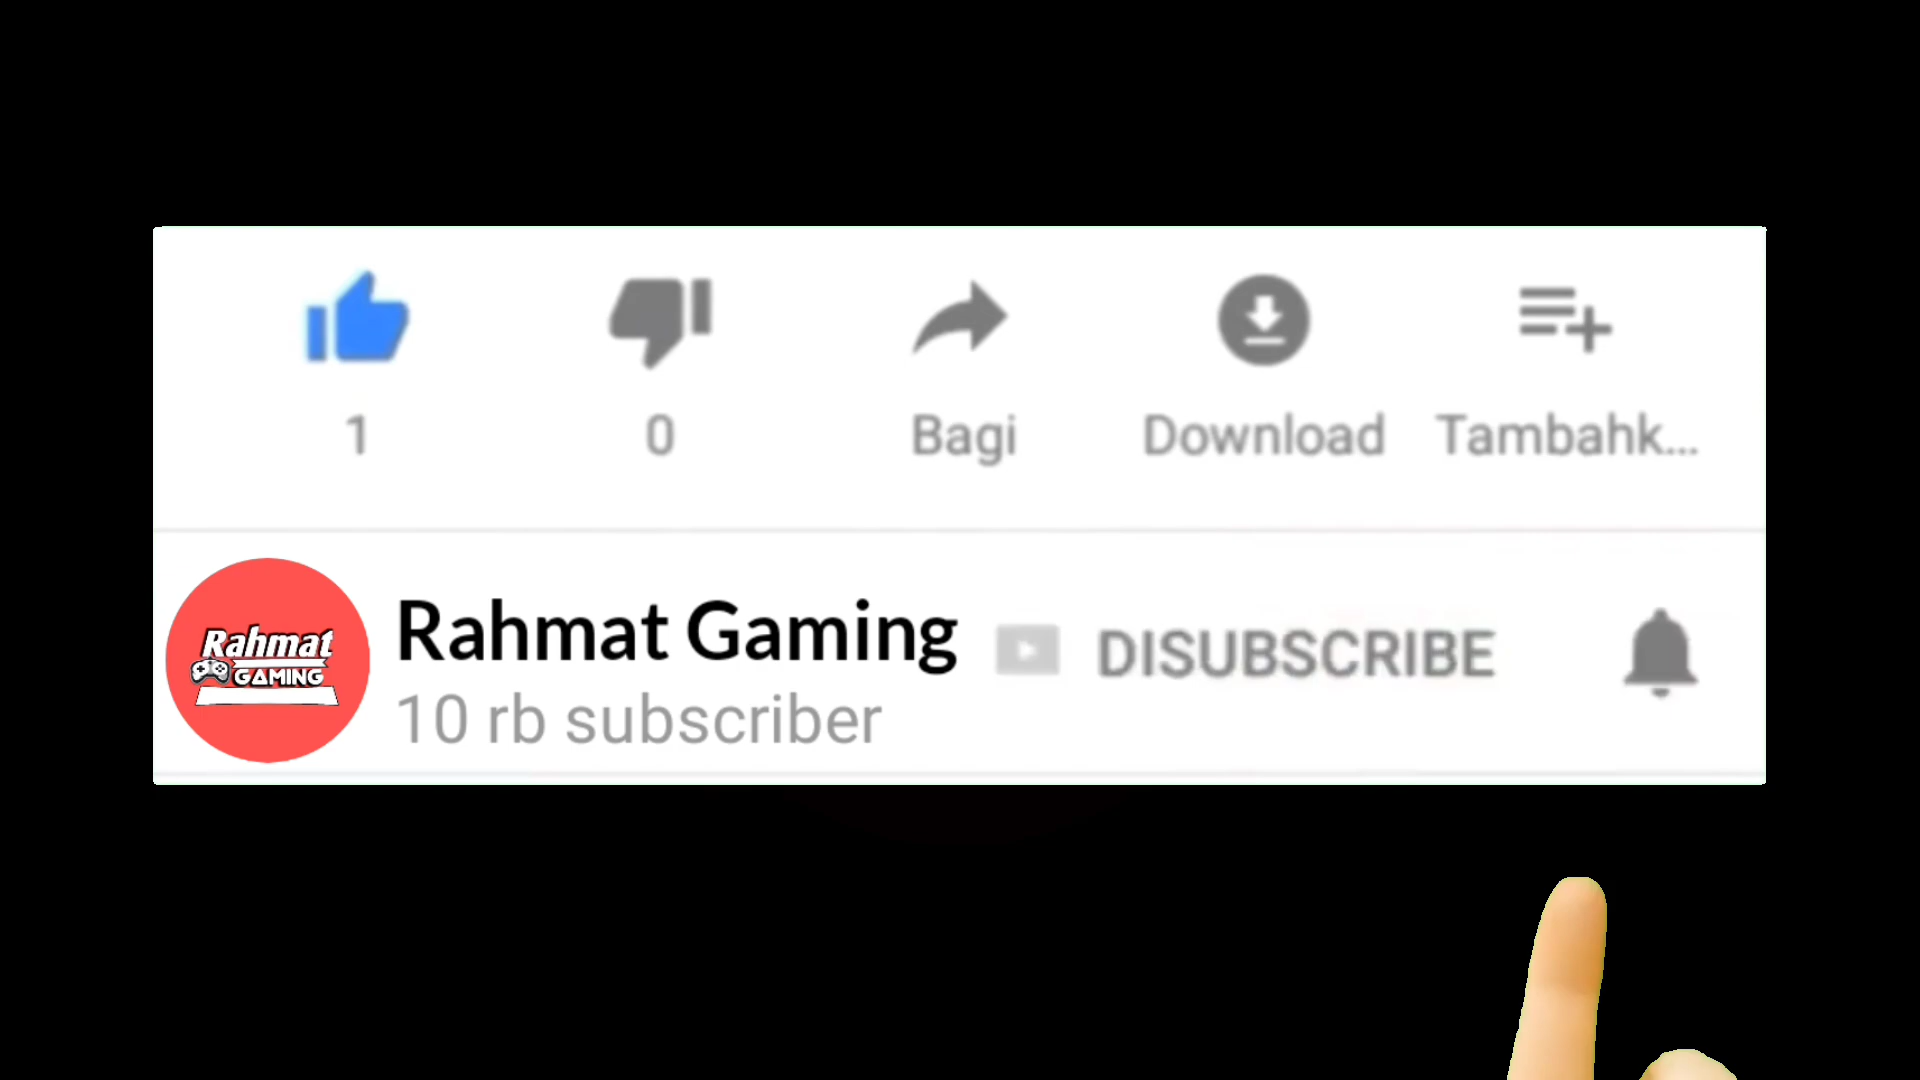 1
0
Bagi
Download
Tambahk...
Rahmat
GAMING
Rahmat Gaming
10 rb subscriber
DISUBSCRIBE